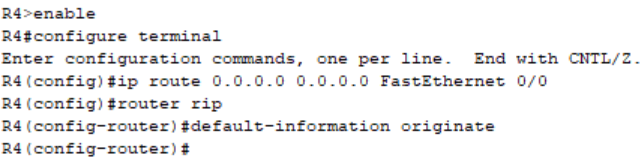 R4>enable
R4#configure terminal
Enter configuration commands, one per line.  End with CNTL/Z.
R4(config)#ip route 0.0.0.0 0.0.0.0 FastEthernet 0/0
R4(config)#router rip
R4(config-router)#default-information originate
R4(config-router)#